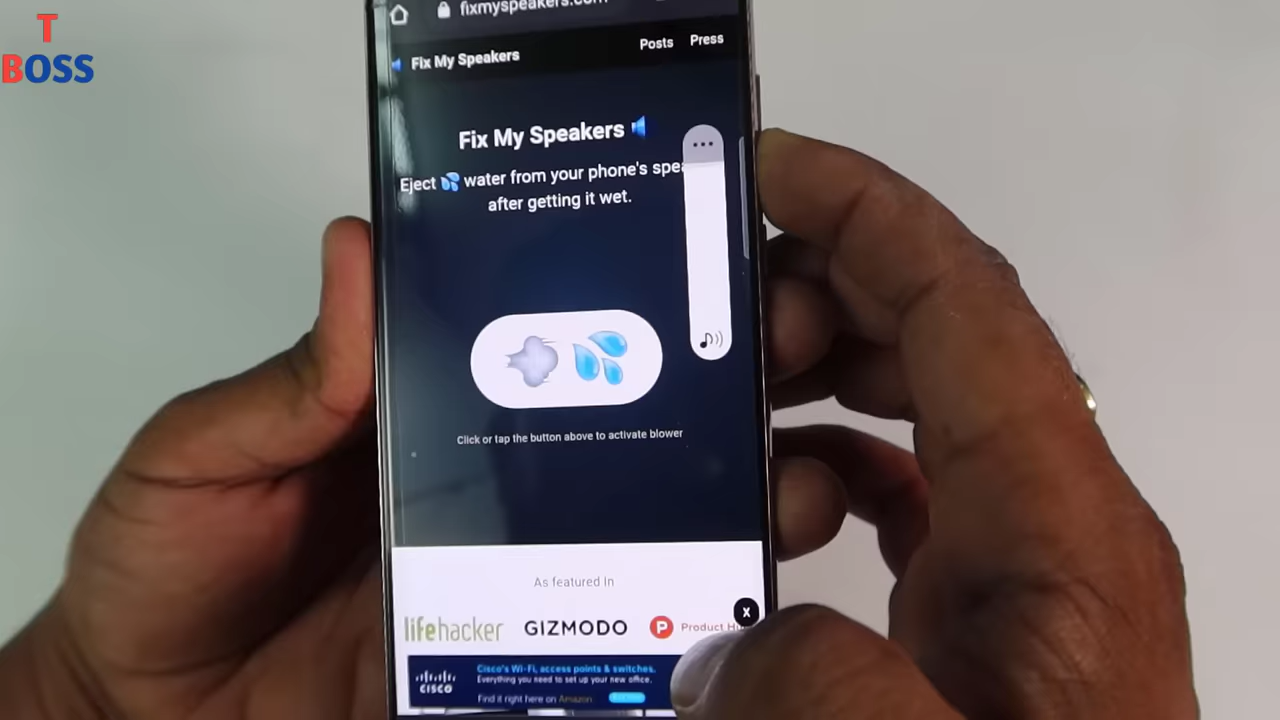 T
BOSS
fixmyspeakers.com
Fix My Speakers
Posts
Press
Fix My Speakers
Eject water from your phone's
after getting it wet.
Click or tap the button above to activate blower
As featured In
lifehacker
GIZMODO
P Product
X
CISCO
Cisco's Wi-Fi, access points & switches.
Everything you need to set up your new office.
Find it right here on Amazon